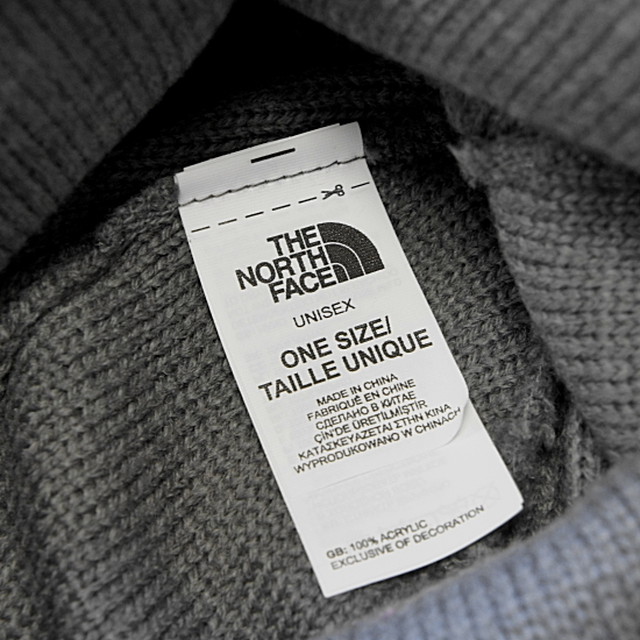 THE
NORTH
FACE
UNISEX
ONE SIZE/
TAILLE UNIQUE
MADE IN CHINA
FABRIQUÉ EN CHINE
СДЕЛАНО В КИТАЕ
ÇİN'DE ÜRETİLMİŞTİR
ΚΑΤΑΣΚΕΥΑΖΕΤΑΙ ΣΤΗΝ ΚΙΝΑ
WYPRODUKOWANO W CHINACH
GB: 100% ACRYLIC
EXCLUSIVE OF DECORATION